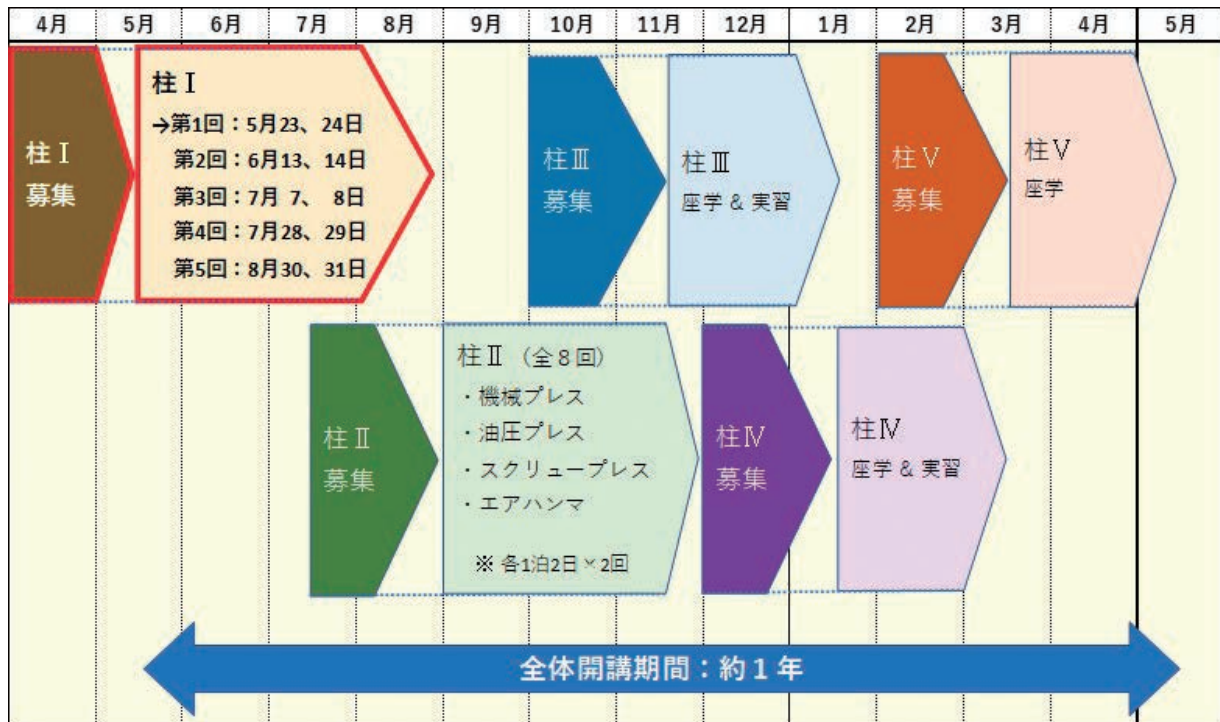 4月 5月 6月 7月 8月 9月 10月 11月 12月 1月 2月 3月 4月 5月
柱Ⅰ
募集
柱Ⅰ
→第1回：5月23、24日
第2回：6月13、14日
第3回：7月 7、 8日
第4回：7月28、29日
第5回：8月30、31日
柱Ⅲ
募集
柱Ⅲ
座学 & 実習
柱Ⅴ
募集
柱Ⅴ
座学
柱Ⅱ
募集
柱Ⅱ （全８回）
・機械プレス
・油圧プレス
・スクリュープレス
・エアハンマ
※ 各1泊2日×2回
柱Ⅳ
募集
柱Ⅳ
座学 & 実習
全体開講期間：約１年